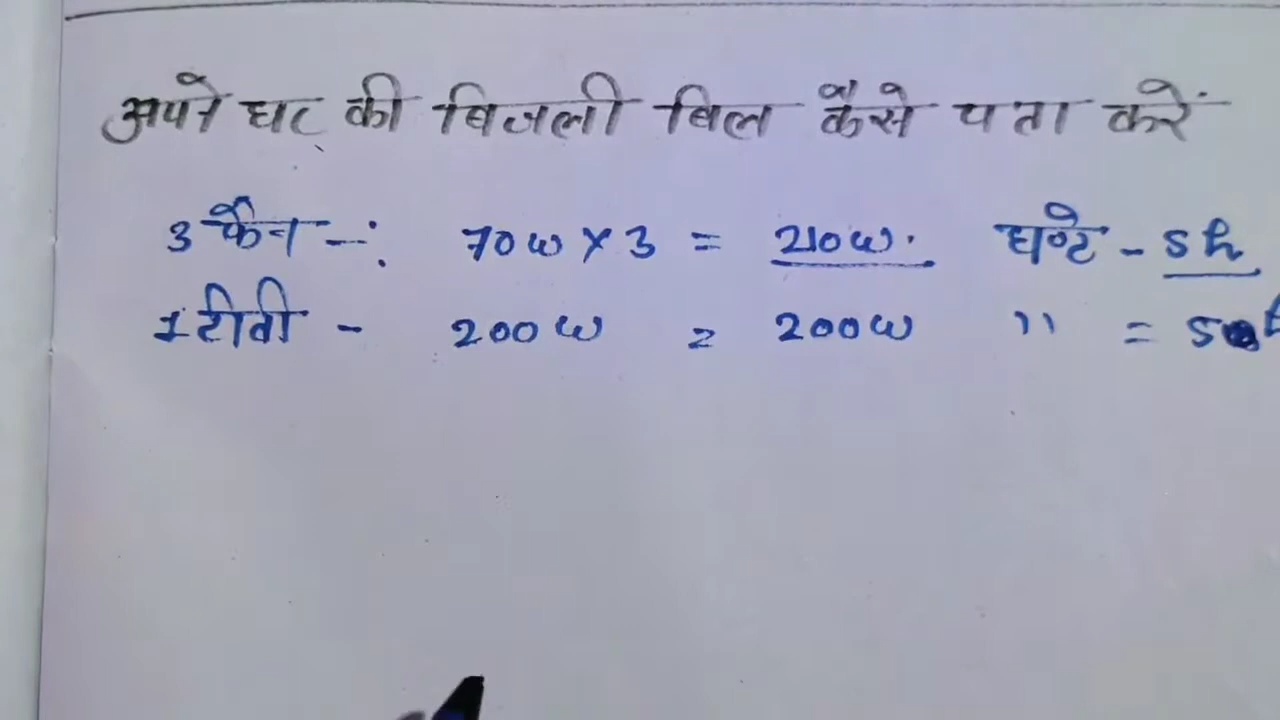 अपने घर की बिजली बिल कैसे पता करें
3 फैन -: 70w × 3 = 210w. घण्टे - 5h
1 टीवी - 200w = 200w " = 5